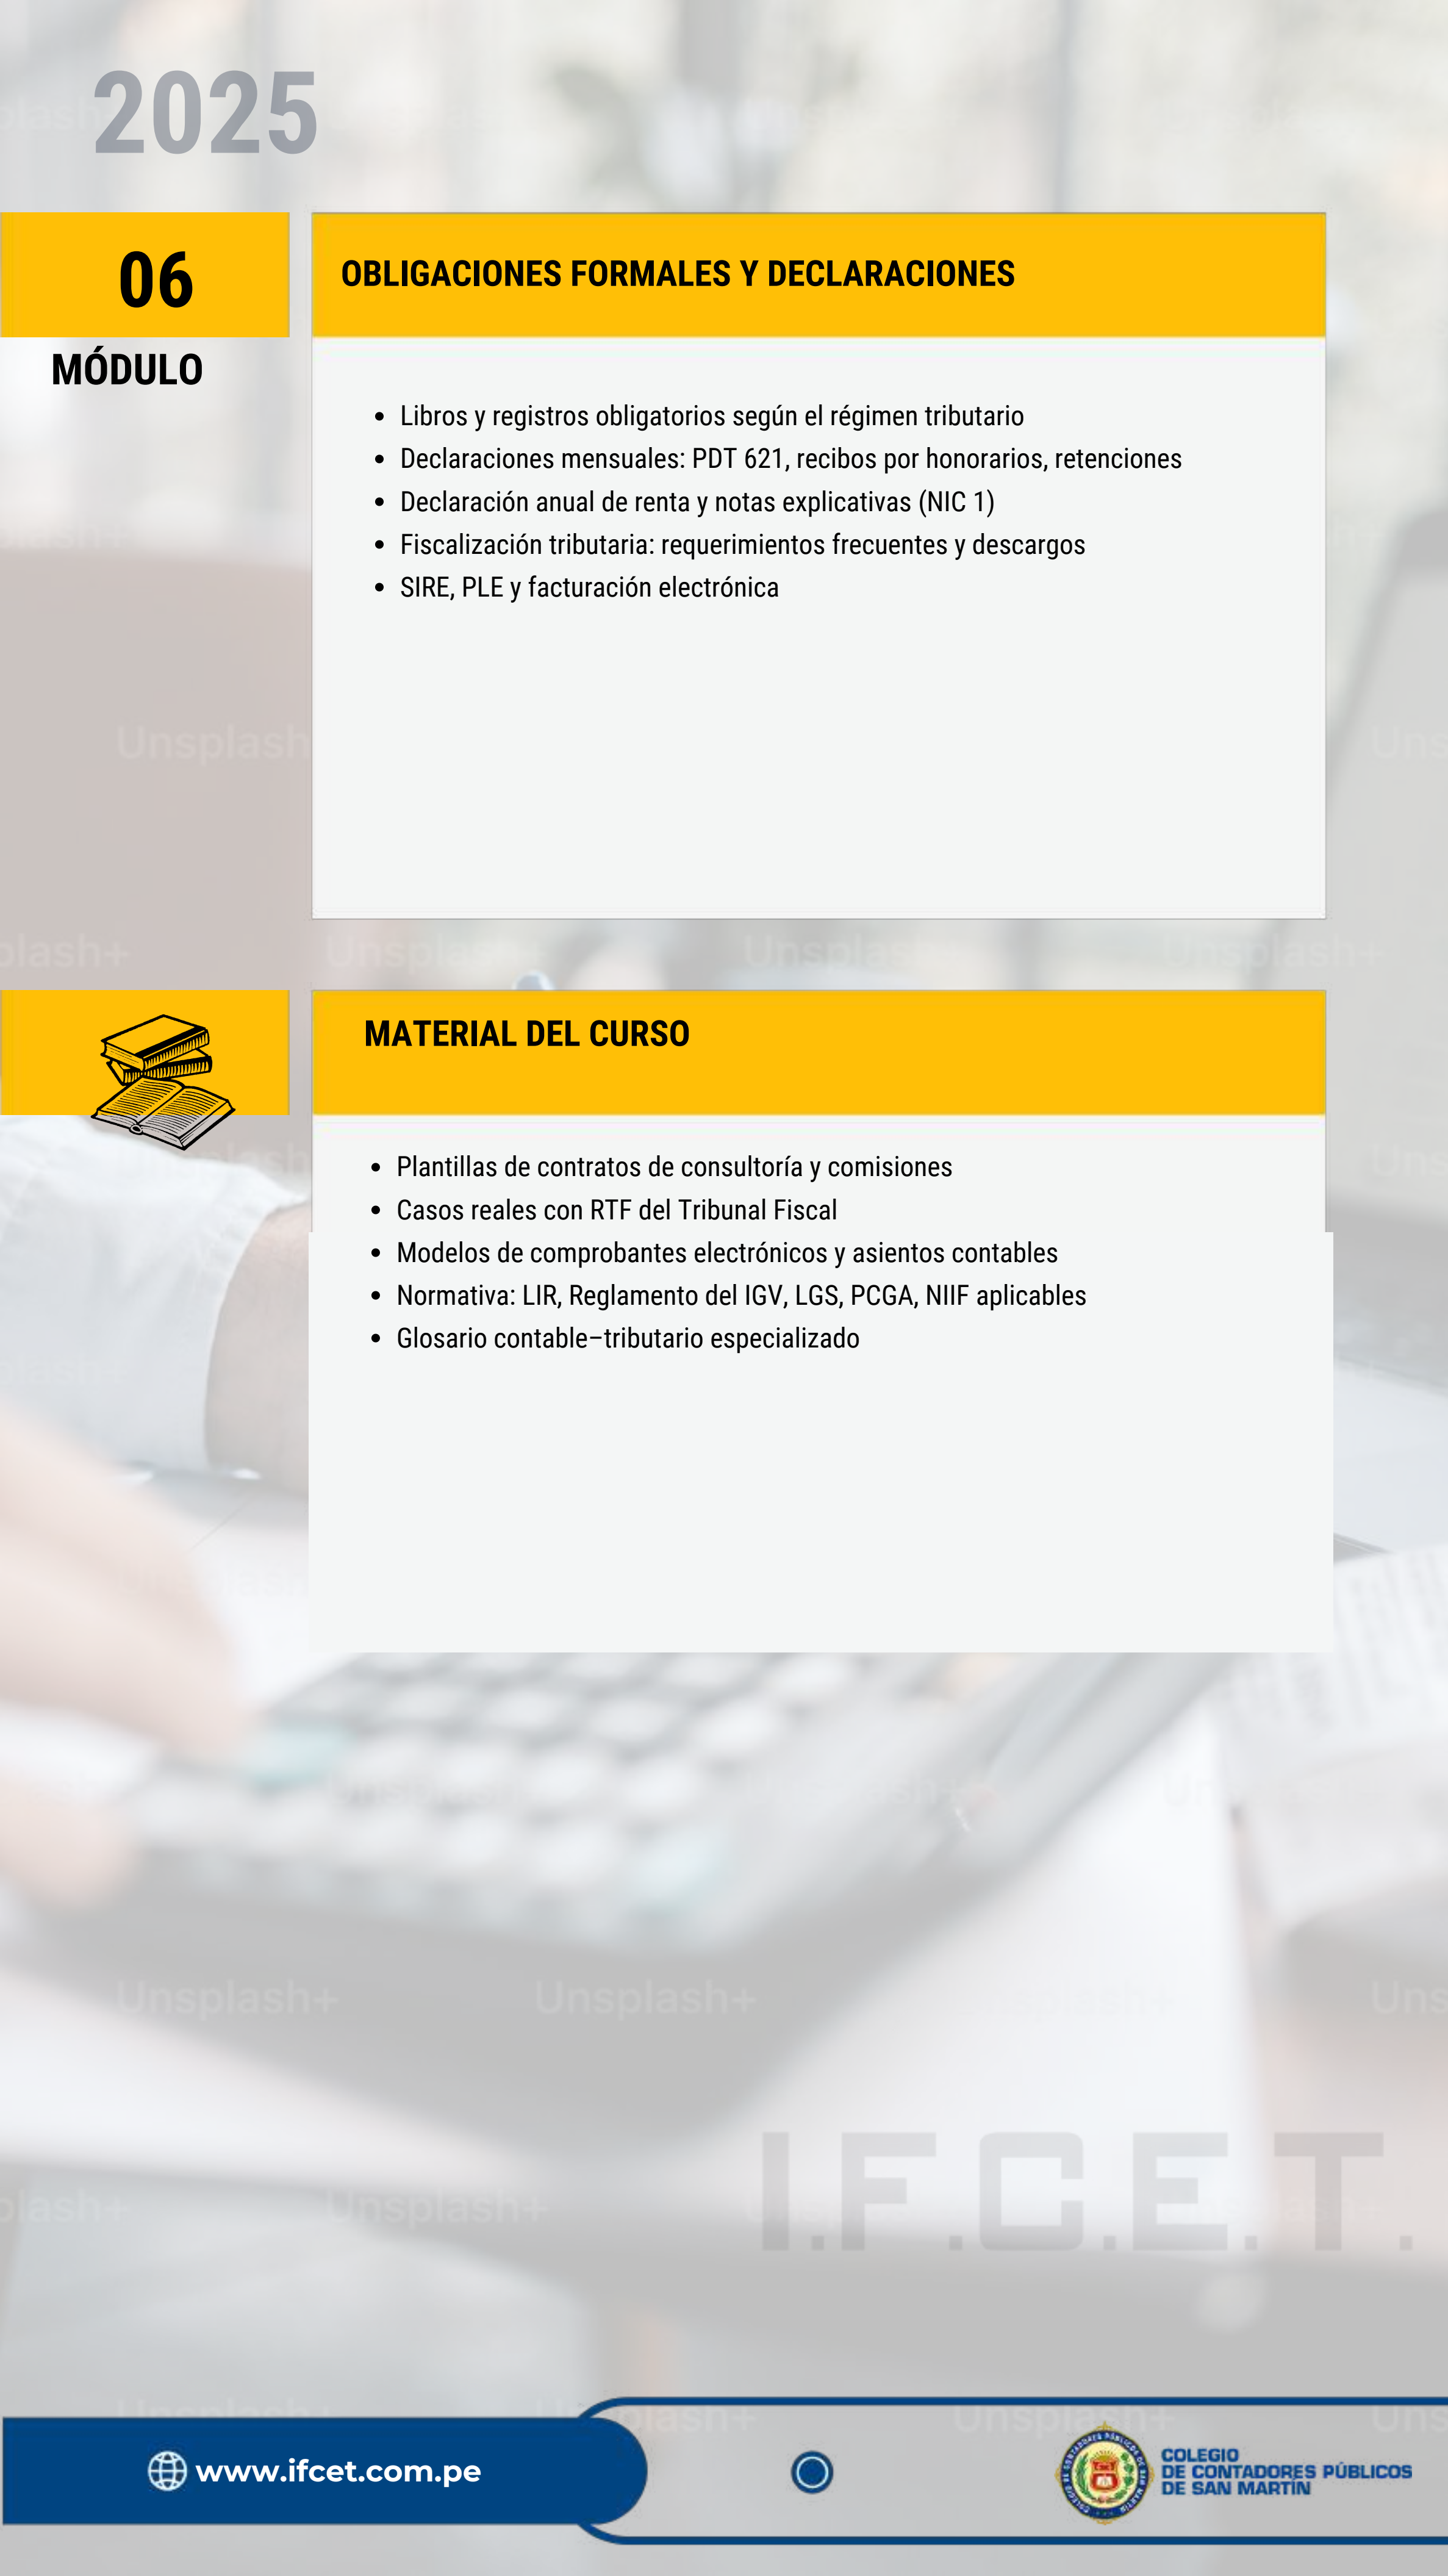 2025
06
MÓDULO
OBLIGACIONES FORMALES Y DECLARACIONES
Libros y registros obligatorios según el régimen tributario
Declaraciones mensuales: PDT 621, recibos por honorarios, retenciones
Declaración anual de renta y notas explicativas (NIC 1)
Fiscalización tributaria: requerimientos frecuentes y descargos
SIRE, PLE y facturación electrónica
MATERIAL DEL CURSO
Plantillas de contratos de consultoría y comisiones
Casos reales con RTF del Tribunal Fiscal
Modelos de comprobantes electrónicos y asientos contables
Normativa: LIR, Reglamento del IGV, LGS, PCGA, NIIF aplicables
Glosario contable–tributario especializado
Unsplash+
I.F.C.E.T.
www.ifcet.com.pe
COLEGIO
DE CONTADORES PÚBLICOS
DE SAN MARTÍN